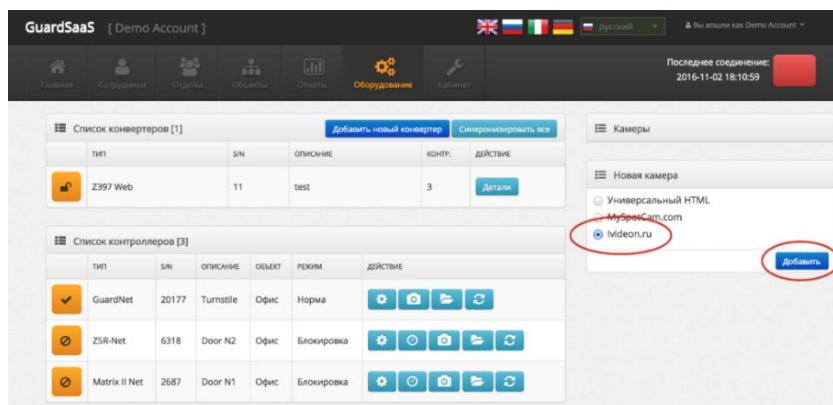 GuardSaaS [ Demo Account ]
русский
Вы вошли как Demo Account
Главная
Сотрудники
Отделы
Объекты
Отчеты
Оборудование
Кабинет
Последнее соединение:
2016-11-02 18:10:59
Список конвертеров [1]
Добавить новый конвертер
Синхронизировать все
ТИП S/N ОПИСАНИЕ КОНТР. ДЕЙСТВИЕ
Z397 Web 11 test 3 Детали
Список контроллеров [3]
ТИП S/N ОПИСАНИЕ ОБЪЕКТ РЕЖИМ ДЕЙСТВИЕ
GuardNet 20177 Turnstile Офис Норма
Z5R-Net 6318 Door N2 Офис Блокировка
Matrix II Net 2687 Door N1 Офис Блокировка
Камеры
Новая камера
Универсальный HTML
MySpotCam.com
Ivideon.ru
Добавить